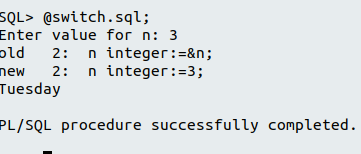 SQL> @switch.sql;
Enter value for n: 3
old   2:  n integer:=&n;
new   2:  n integer:=3;
Tuesday
PL/SQL procedure successfully completed.